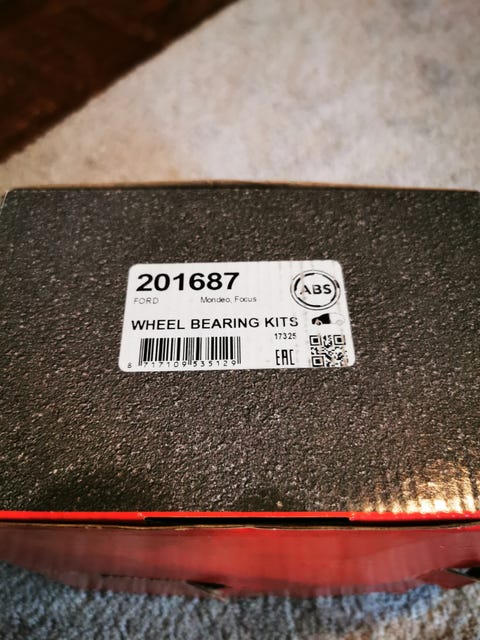 201687
FORD Mondeo, Focus
ABS
WHEEL BEARING KITS
17325
8 717109 535129
EAC